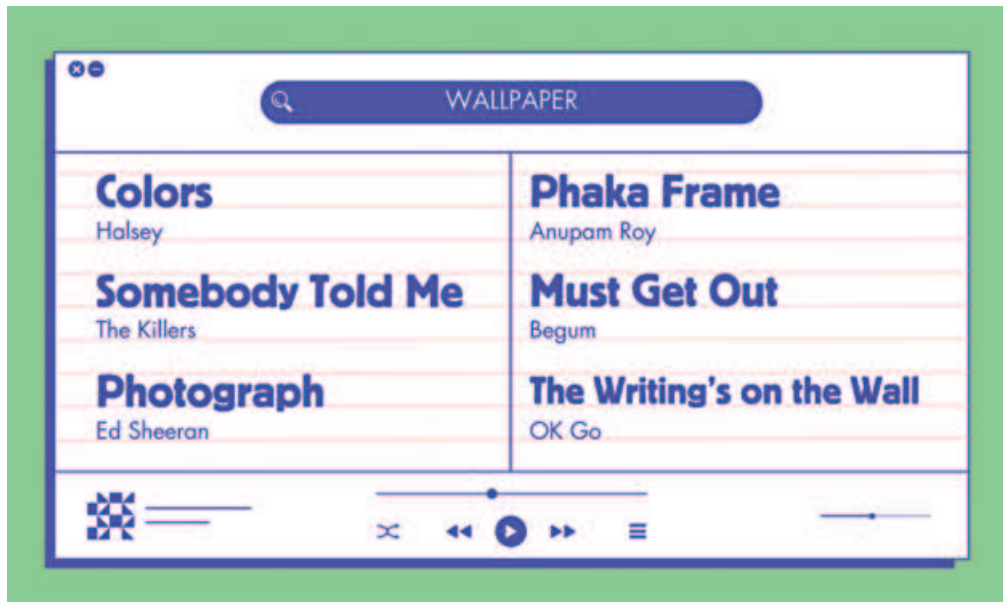 WALLPAPER
Colors
Halsey
Somebody Told Me
The Killers
Photograph
Ed Sheeran
Phaka Frame
Anupam Roy
Must Get Out
Begum
The Writing's on the Wall
OK Go